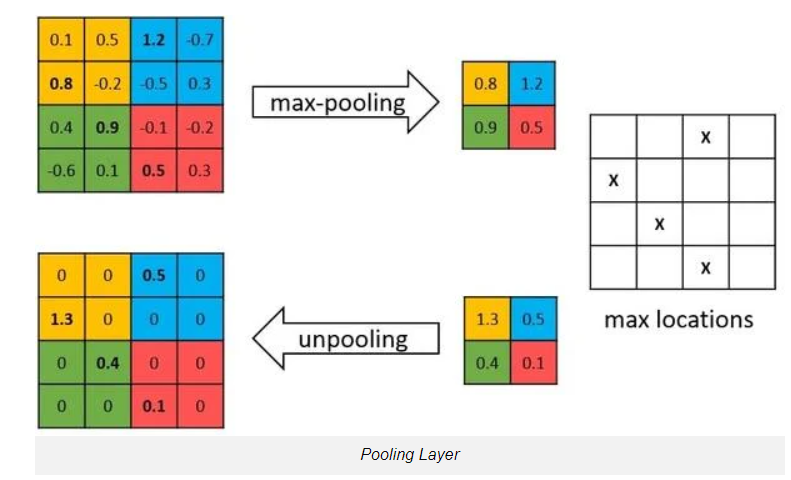 0.1 0.5 1.2 -0.7
0.8 -0.2 -0.5 0.3
0.4 0.9 -0.1 -0.2
-0.6 0.1 0.5 0.3
max-pooling
0.8 1.2
0.9 0.5
X
X
X
X
max locations
0 0 0.5 0
1.3 0 0 0
0 0.4 0 0
0 0 0.1 0
unpooling
1.3 0.5
0.4 0.1
Pooling Layer